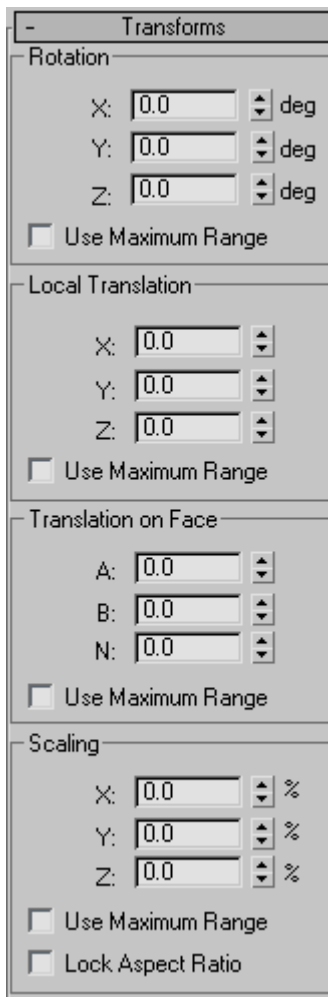 - Transforms
Rotation
X: 0.0 deg
Y: 0.0 deg
Z: 0.0 deg
Use Maximum Range
Local Translation
X: 0.0
Y: 0.0
Z: 0.0
Use Maximum Range
Translation on Face
A: 0.0
B: 0.0
N: 0.0
Use Maximum Range
Scaling
X: 0.0 %
Y: 0.0 %
Z: 0.0 %
Use Maximum Range
Lock Aspect Ratio